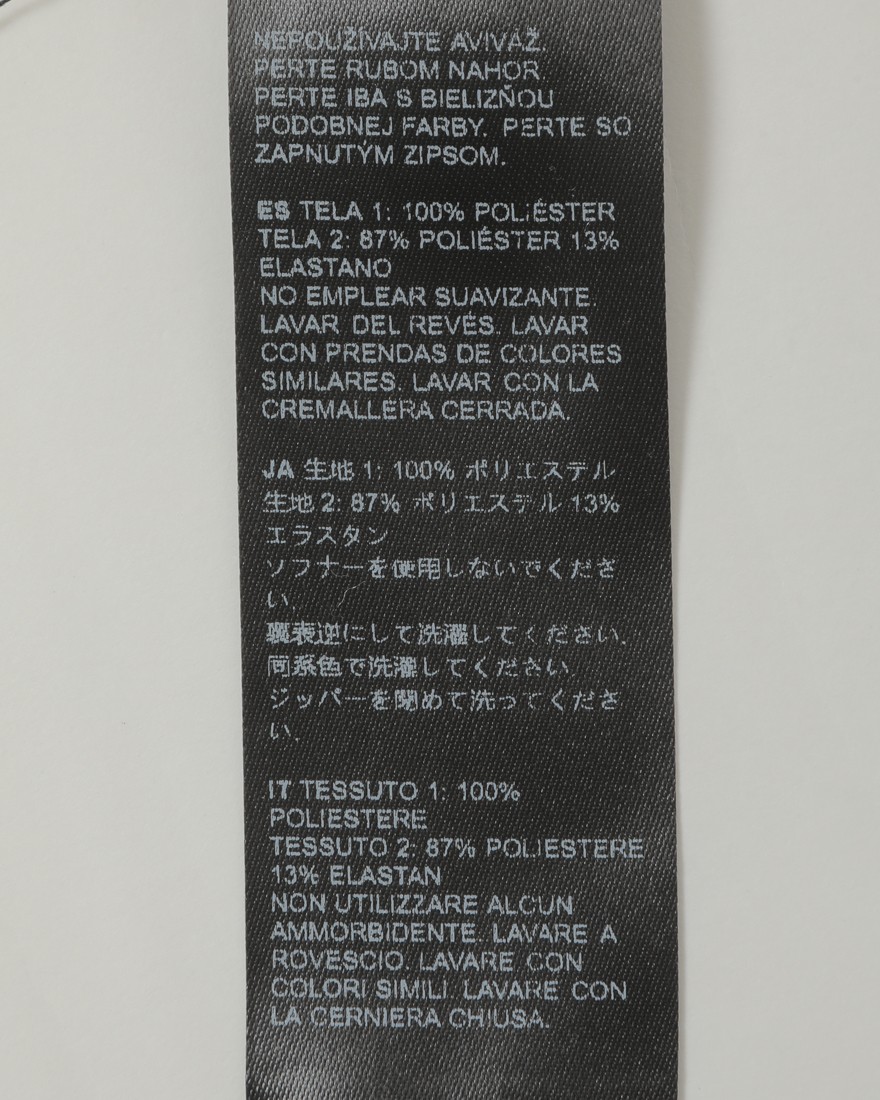 NEPOUŽÍVAJTE AVIVÁŽ.
PERTE RUBOM NAHOR.
PERTE IBA S BIELIZŇOU
PODOBNEJ FARBY. PERTE SO
ZAPNUTÝM ZIPSOM.
ES TELA 1: 100% POLIÉSTER
TELA 2: 87% POLIÉSTER 13%
ELASTANO
NO EMPLEAR SUAVIZANTE.
LAVAR DEL REVÉS. LAVAR
CON PRENDAS DE COLORES
SIMILARES. LAVAR CON LA
CREMALLERA CERRADA.
JA 生地 1: 100% ポリエステル
生地 2: 87% ポリエステル 13%
エラスタン
ソフナーを使用しないでくださ
い.
裏表逆にして洗濯してください.
同系色で洗濯してください.
ジッパーを閉めて洗ってくださ
い.
IT TESSUTO 1: 100%
POLIESTERE
TESSUTO 2: 87% POLIESTERE
13% ELASTAN
NON UTILIZZARE ALCUN
AMMORBIDENTE. LAVARE A
ROVESCIO. LAVARE CON
COLORI SIMILI. LAVARE CON
LA CERNIERA CHIUSA.